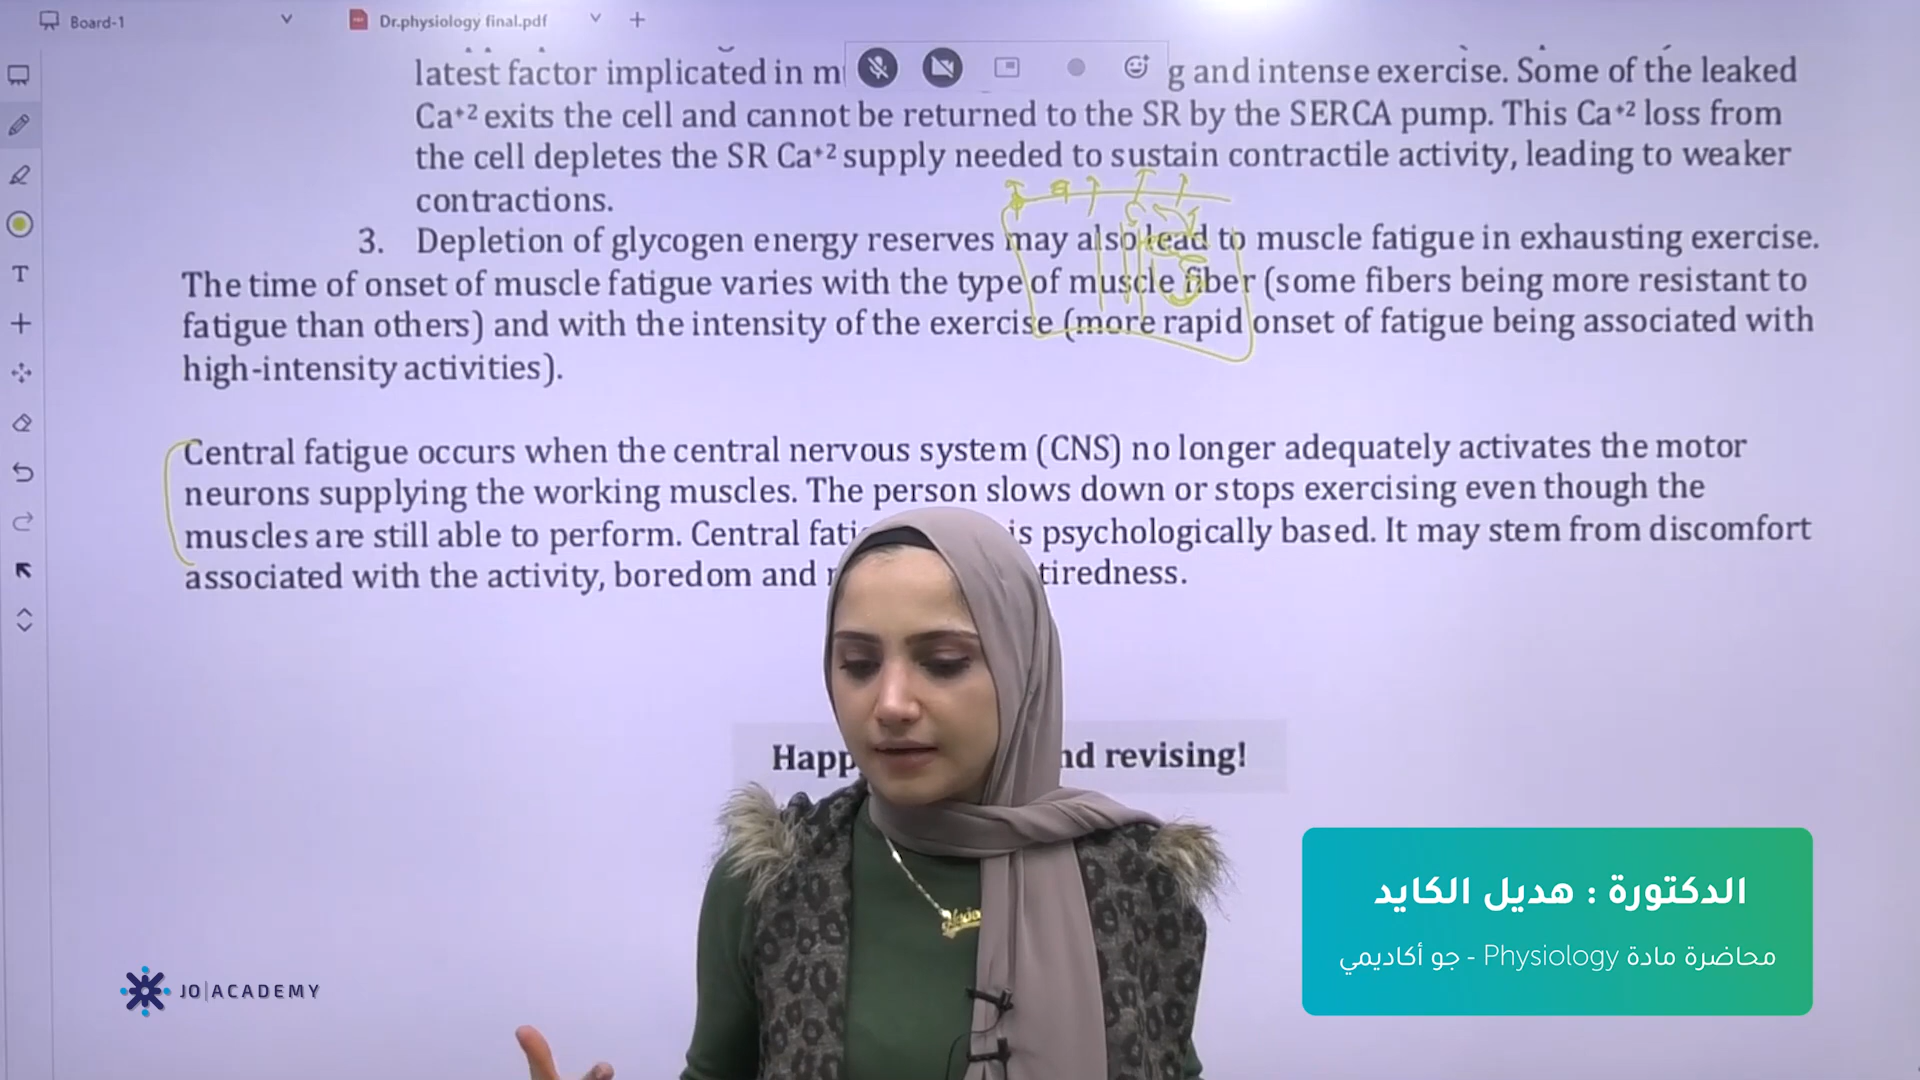 Board-1
Dr.physiology final.pdf
latest factor implicated in m g and intense exercise. Some of the leaked
Ca⁺² exits the cell and cannot be returned to the SR by the SERCA pump. This Ca⁺² loss from
the cell depletes the SR Ca⁺² supply needed to sustain contractile activity, leading to weaker
contractions.
3. Depletion of glycogen energy reserves may also lead to muscle fatigue in exhausting exercise.
The time of onset of muscle fatigue varies with the type of muscle fiber (some fibers being more resistant to
fatigue than others) and with the intensity of the exercise (more rapid onset of fatigue being associated with
high-intensity activities).
Central fatigue occurs when the central nervous system (CNS) no longer adequately activates the motor
neurons supplying the working muscles. The person slows down or stops exercising even though the
muscles are still able to perform. Central fati is psychologically based. It may stem from discomfort
associated with the activity, boredom and tiredness.
Happ nd revising!
الدكتورة : هديل الكايد
محاضرة مادة Physiology - جو أكاديمي
JO|ACADEMY
T